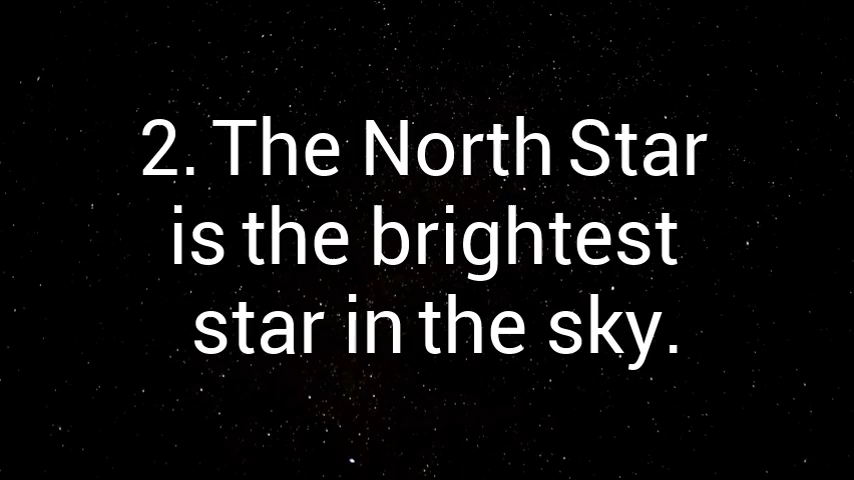 2. The North Star
is the brightest
star in the sky.